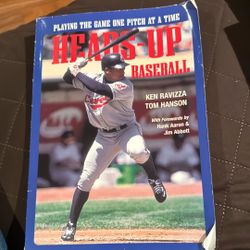 PLAYING THE GAME ONE PITCH AT A TIME
HEADS-UP
BASEBALL
KEN RAVIZZA
TOM HANSON
With Forewords by
Hank Aaron &
Jim Abbott